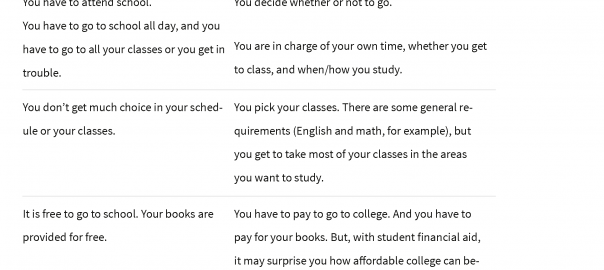 You have to attend school.
You have to go to school all day, and you
have to go to all your classes or you get in
trouble.
You decide whether or not to go.
You are in charge of your own time, whether you get
to class, and when/how you study.
You don’t get much choice in your sched-
ule or your classes.
You pick your classes. There are some general re-
quirements (English and math, for example), but
you get to take most of your classes in the areas
you want to study.
It is free to go to school. Your books are
provided for free.
You have to pay to go to college. And you have to
pay for your books. But, with student financial aid,
it may surprise you how affordable college can be-